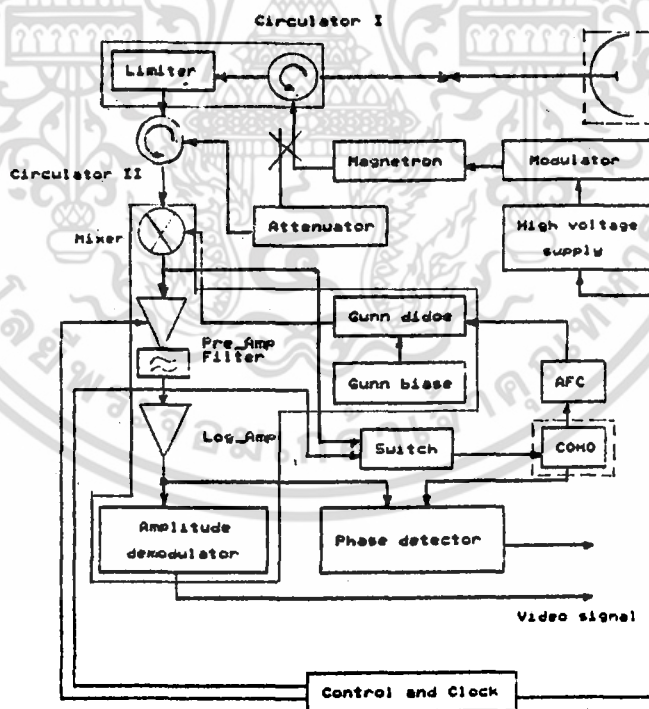 Circulator I
Limiter
Circulator II
Magnetron
Modulator
Attenuator
High voltage
supply
Mixer
Gunn didoe
Pre_Amp
Filter
Gunn biase
AFC
Log_Amp
Switch
COHO
Amplitude
demodulator
Phase detector
Video signal
Control and Clock